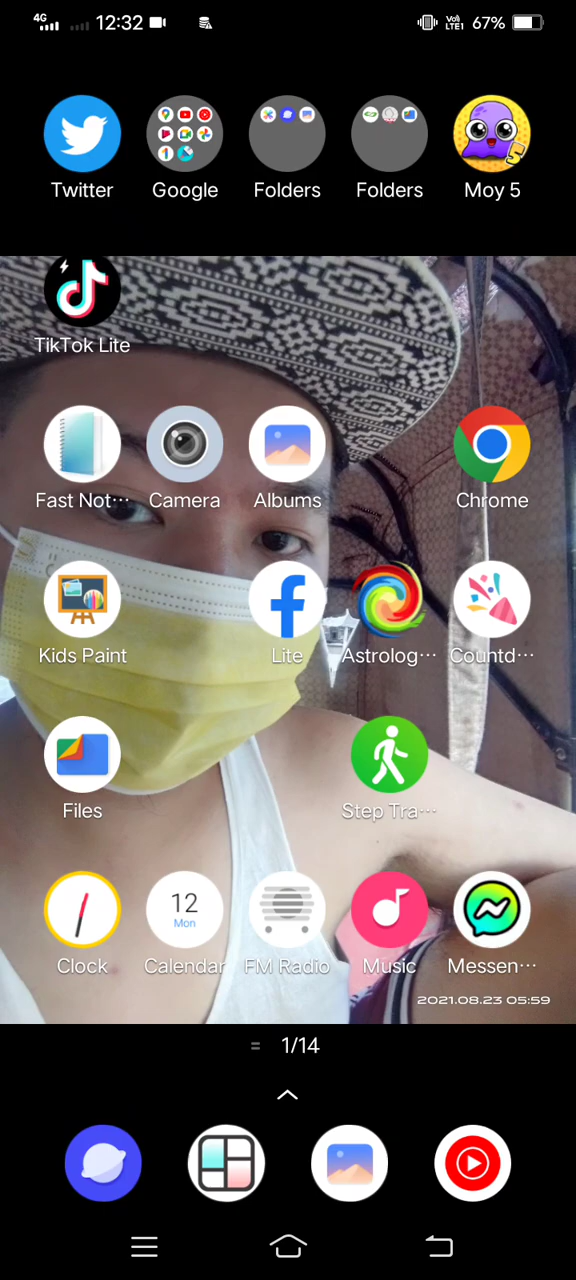 4G 12:32 VoLTE1 67%
Twitter Google Folders Folders Moy 5
TikTok Lite
Fast Not··· Camera Albums Chrome
Kids Paint Lite Astrolog··· Countd···
Files Step Tra···
12
Mon
Clock Calendar FM Radio Music Messen···
2021.08.23 05:59
= 1/14